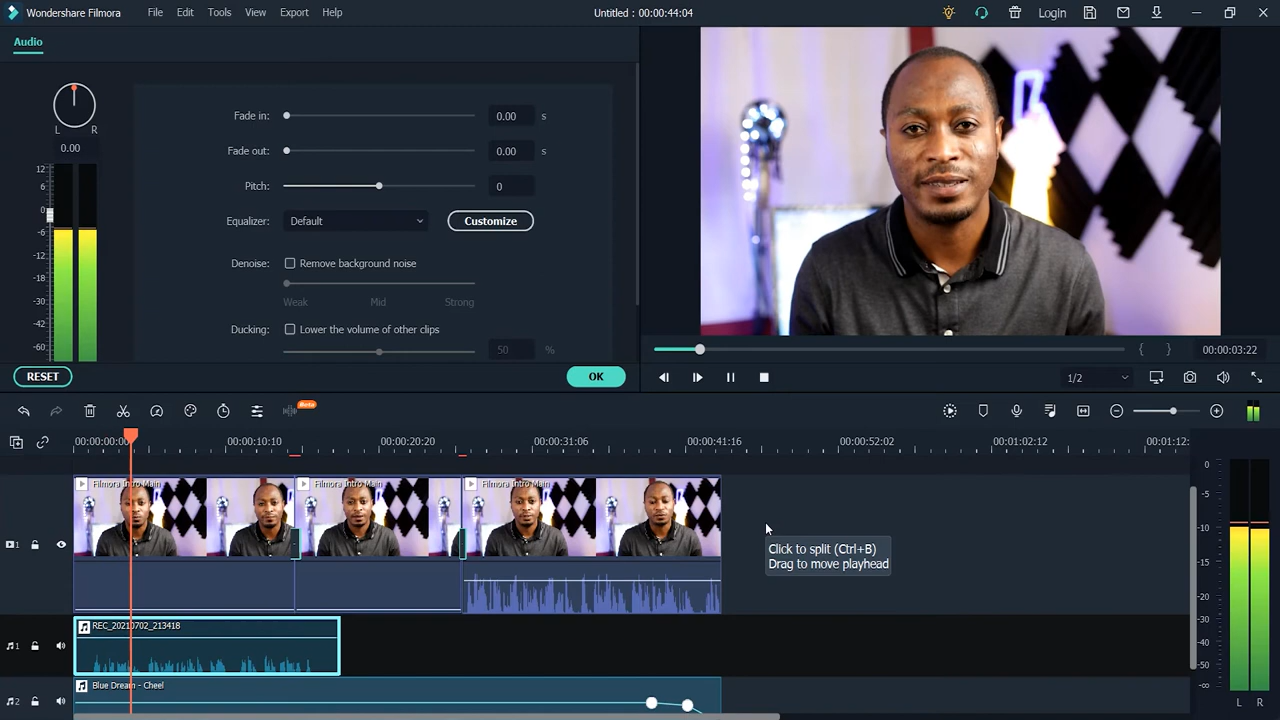 Wondershare Filmora File Edit Tools View Export Help Untitled : 00:00:44:04 Login
Audio
L R
0.00
12
6
0
-6
-12
-18
-30
-42
-60
Fade in: 0.00 s
Fade out: 0.00 s
Pitch: 0
Equalizer: Default Customize
Denoise: Remove background noise
Weak Mid Strong
Ducking: Lower the volume of other clips
50 %
RESET OK
{ } 00:00:03:22
1/2
Beta
00:00:00:00 00:00:10:10 00:00:20:20 00:00:31:06 00:00:41:16 00:00:52:02 00:01:02:12 00:01:12:
Filmora Intro Main Filmora Intro Main Filmora Intro Main
Click to split (Ctrl+B)
Drag to move playhead
1
REC_20210702_213418
1
Blue Dream - Cheel
2
0
-5
-10
-15
-20
-30
-40
-50
-∞
L R